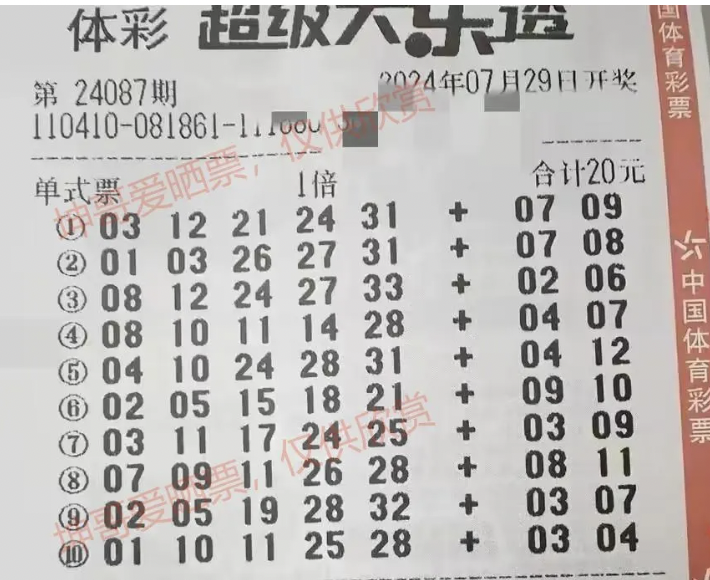 体彩 超级大乐透
第 24087期 2024年07月29日开奖
110410-081861-
单式票 1倍 合计20元
① 03 12 21 24 31 + 07 09
② 01 03 26 27 31 + 07 08
③ 08 12 24 27 33 + 02 06
④ 08 10 11 14 28 + 04 07
⑤ 04 10 24 28 31 + 04 12
⑥ 02 05 15 18 21 + 09 10
⑦ 03 11 17 24 25 + 03 09
⑧ 07 09 11 26 28 + 08 11
⑨ 02 05 19 28 32 + 03 07
⑩ 01 10 11 25 28 + 03 04
坤哥爱晒票，仅供欣赏
坤哥爱晒票，仅供欣赏
国体育彩票
中国体育彩票